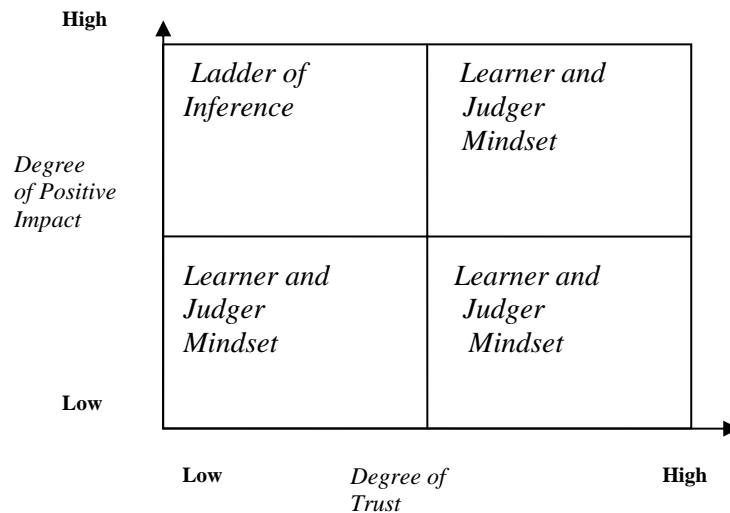 High
Ladder of
Inference
Learner and
Judger
Mindset
Degree
of Positive
Impact
Learner and
Judger
Mindset
Learner and
Judger
Mindset
Low
Low
Degree of
Trust
High